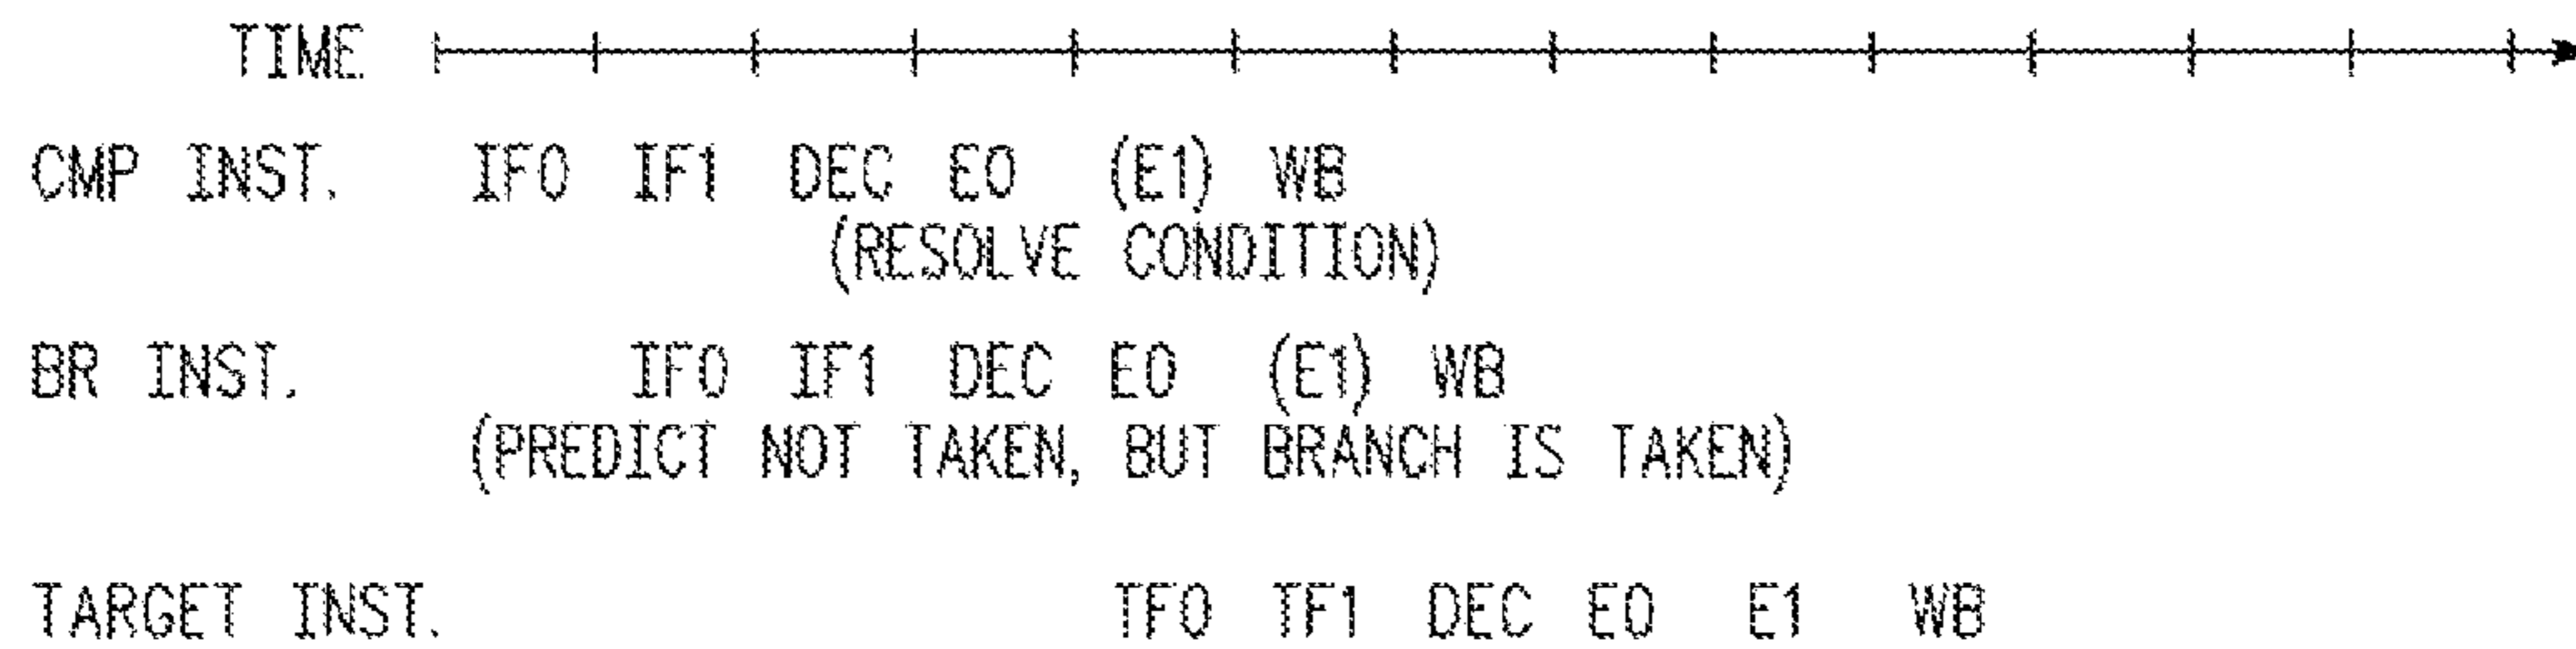 TIME
CMP INST. IF0 IF1 DEC E0 (E1) WB
(RESOLVE CONDITION)
BR INST. IF0 IF1 DEC E0 (E1) WB
(PREDICT NOT TAKEN, BUT BRANCH IS TAKEN)
TARGET INST. TF0 TF1 DEC E0 E1 WB